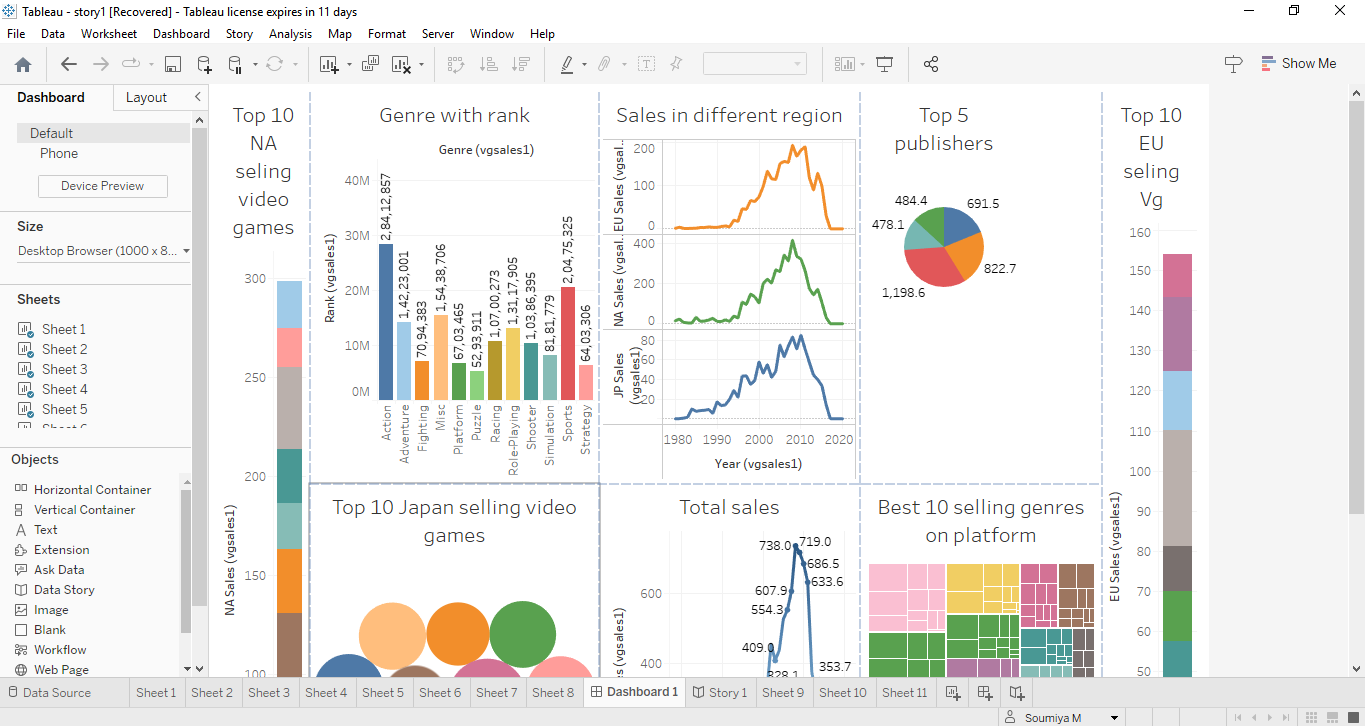 Tableau - story1 [Recovered] - Tableau license expires in 11 days
File Data Worksheet Dashboard Story Analysis Map Format Server Window Help
Show Me
Dashboard Layout
Default
Phone
Device Preview
Size
Desktop Browser (1000 x 8...
Sheets
Sheet 1
Sheet 2
Sheet 3
Sheet 4
Sheet 5
Objects
Horizontal Container
Vertical Container
Text
Extension
Ask Data
Data Story
Image
Blank
Workflow
Web Page
Top 10
NA
seling
video
games
300
250
200
150
100
NA Sales (vgsales1)
Genre with rank
Genre (vgsales1)
40M
30M
20M
10M
0M
Rank (vgsales1)
2,84,12,857
1,42,23,001
70,94,383
1,54,38,706
67,03,465
52,93,911
1,07,00,273
1,31,17,905
1,03,86,395
81,81,779
2,04,75,325
64,03,306
Action
Adventure
Fighting
Misc
Platform
Puzzle
Racing
Role-Playing
Shooter
Simulation
Sports
Strategy
Sales in different region
EU Sales (vgsal..
200
100
0
NA Sales (vgsal..
400
200
0
JP Sales
(vgsales1)
80
60
40
20
1980 1990 2000 2010 2020
Year (vgsales1)
Top 5
publishers
484.4
691.5
478.1
822.7
1,198.6
Top 10
EU
seling
Vg
160
150
140
130
120
110
100
90
80
70
60
50
EU Sales (vgsales1)
Top 10 Japan selling video
games
Total sales
738.0
719.0
686.5
633.6
607.9
554.3
409.0
353.7
328.1
600
400
s (vgsales1)
Best 10 selling genres
on platform
Data Source Sheet 1 Sheet 2 Sheet 3 Sheet 4 Sheet 5 Sheet 6 Sheet 7 Sheet 8 Dashboard 1 Story 1 Sheet 9 Sheet 10 Sheet 11
Soumiya M